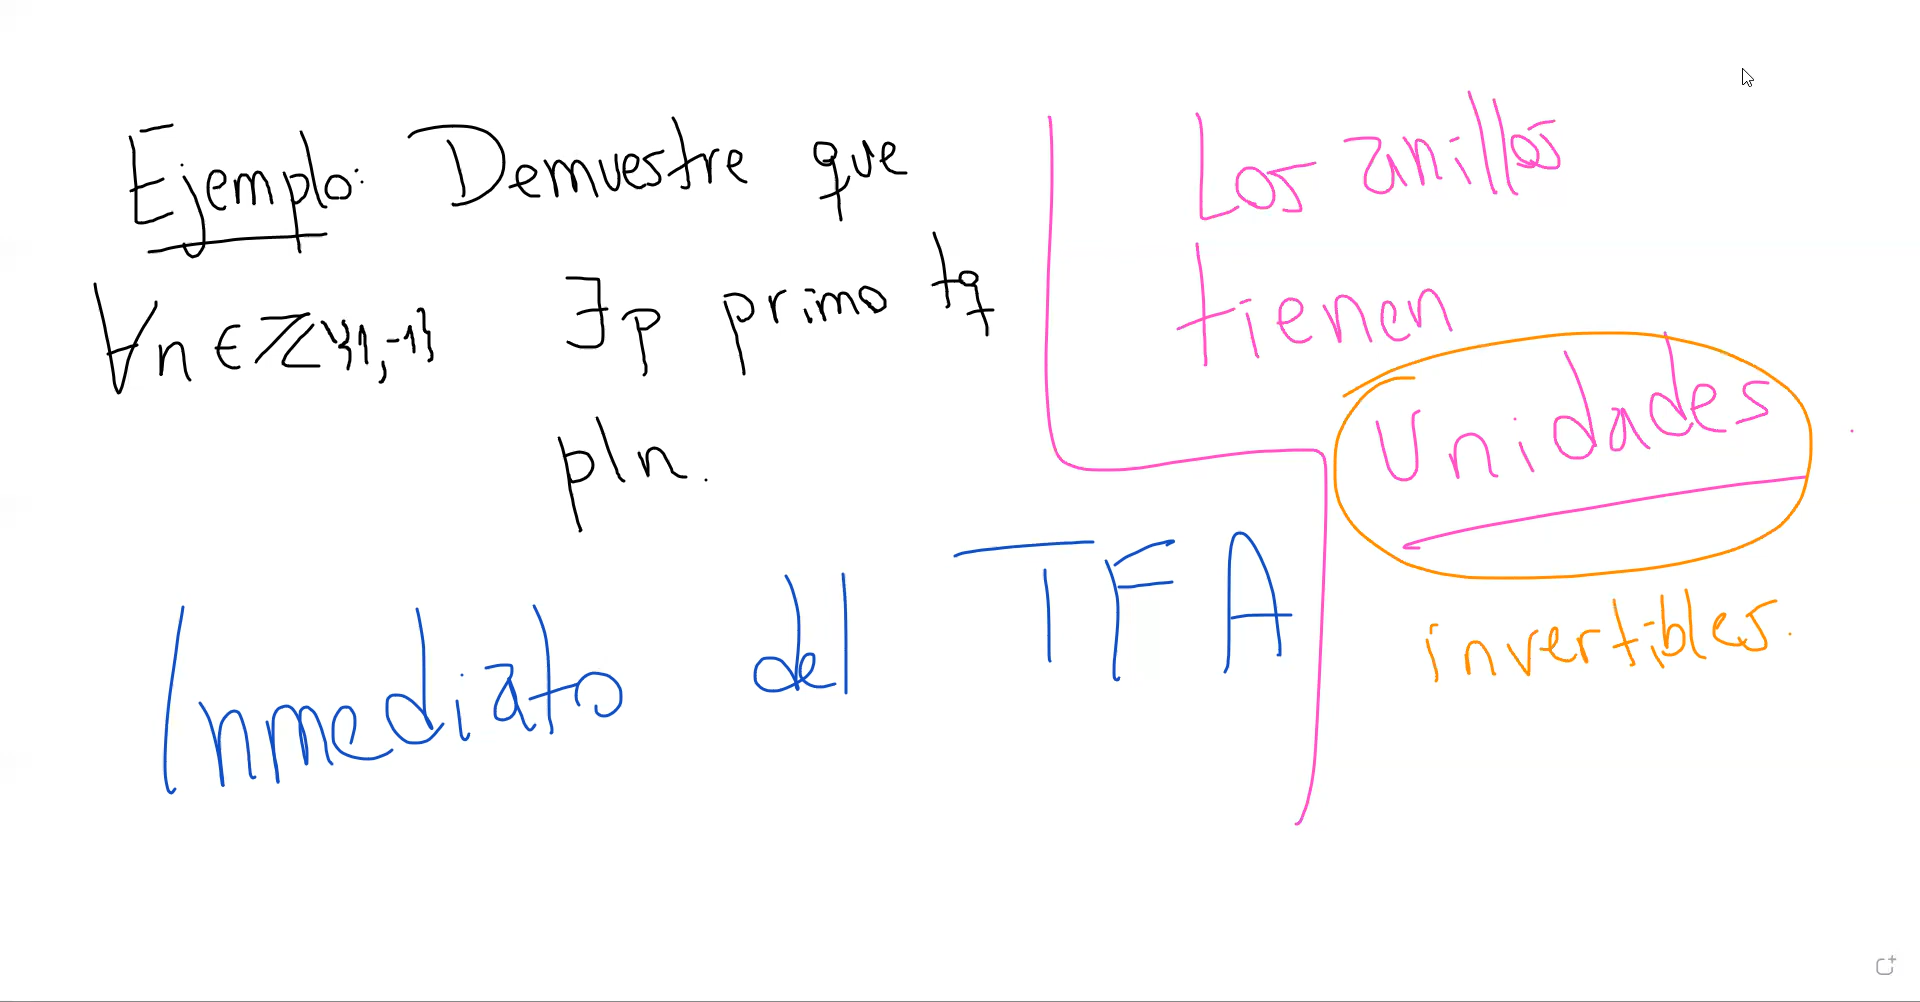 Ejemplo: Demuestre que
∀n∈ℤ\{1,-1} ∃p primo tq
p|n.
Inmediato del TFA
Los anillos
tienen
Unidades
invertibles.